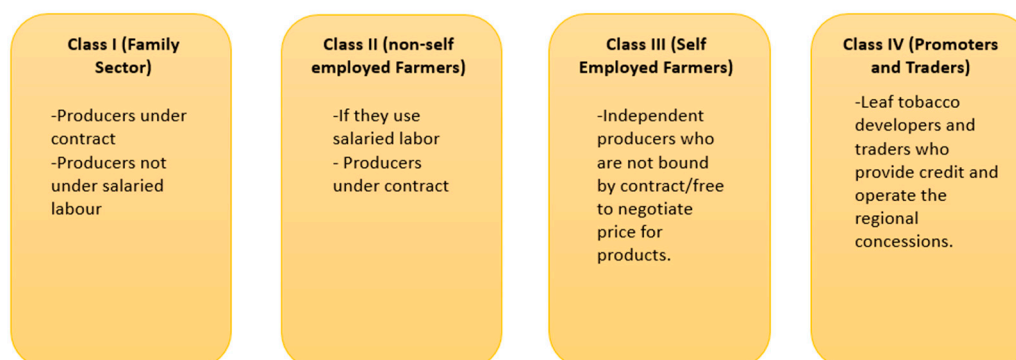 Class I (Family
Sector)
-Producers under
contract
-Producers not
under salaried
labour
Class II (non-self
employed Farmers)
-If they use
salaried labor
- Producers
under contract
Class III (Self
Employed Farmers)
-Independent
producers who
are not bound
by contract/free
to negotiate
price for
products.
Class IV (Promoters
and Traders)
-Leaf tobacco
developers and
traders who
provide credit and
operate the
regional
concessions.